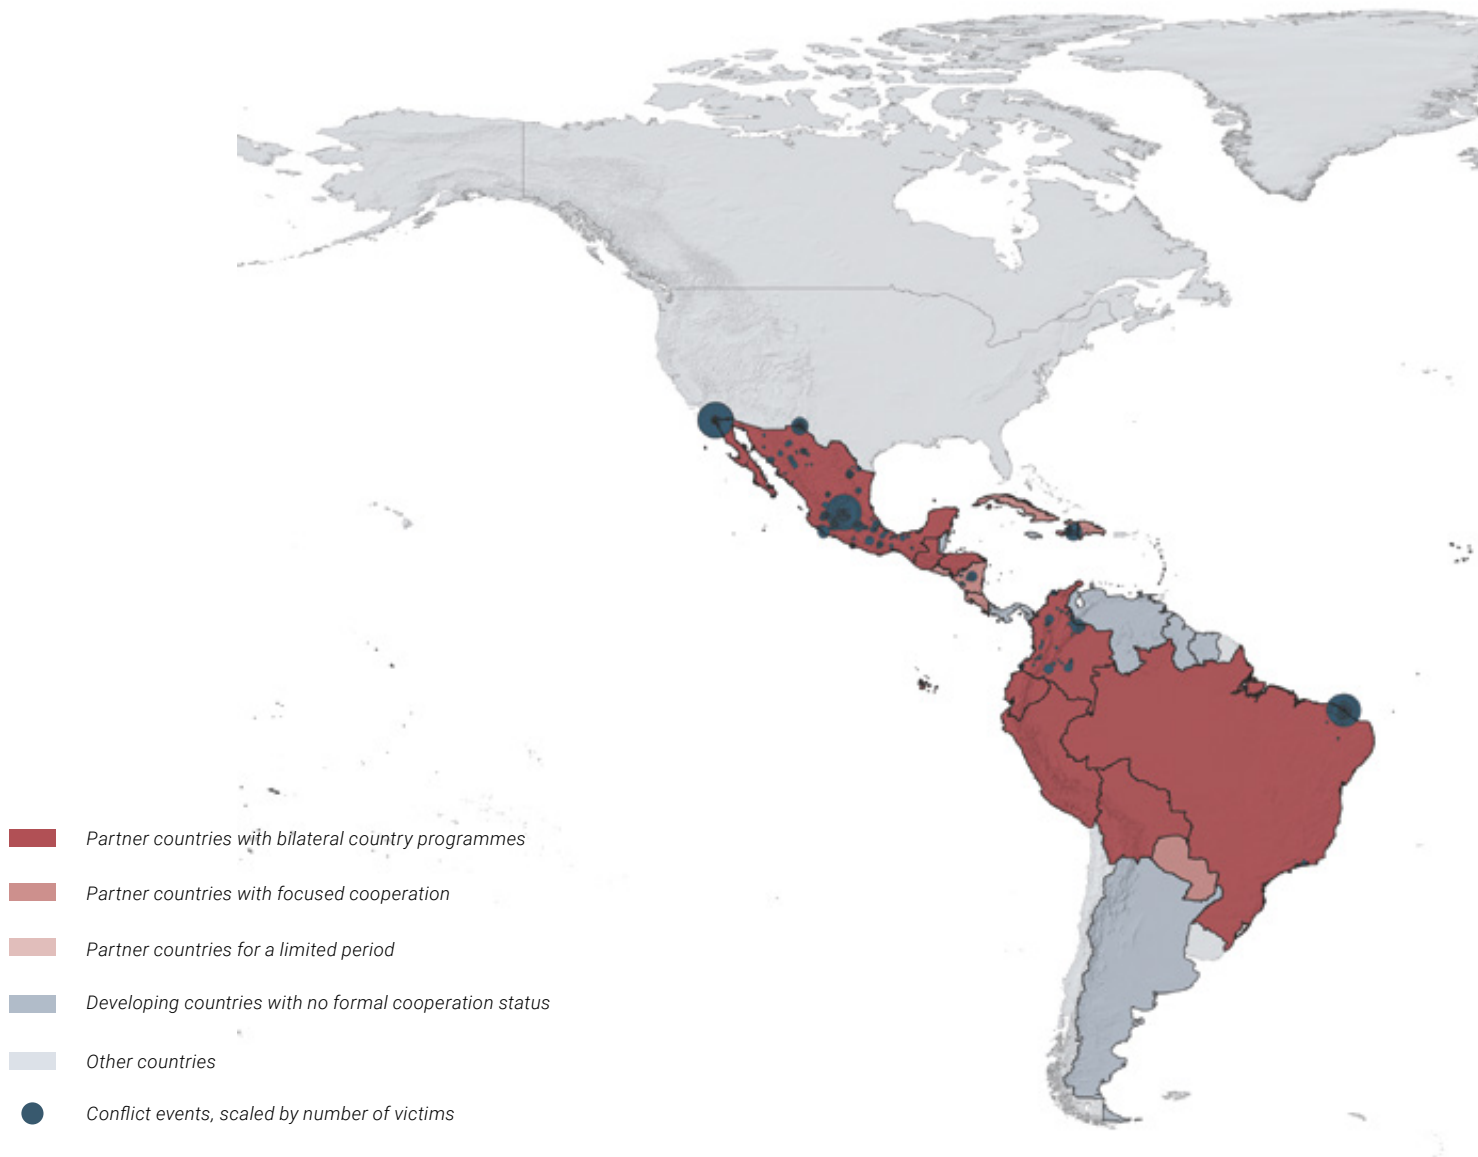 Partner countries with bilateral country programmes
Partner countries with focused cooperation
Partner countries for a limited period
Developing countries with no formal cooperation status
Other countries
Conflict events, scaled by number of victims